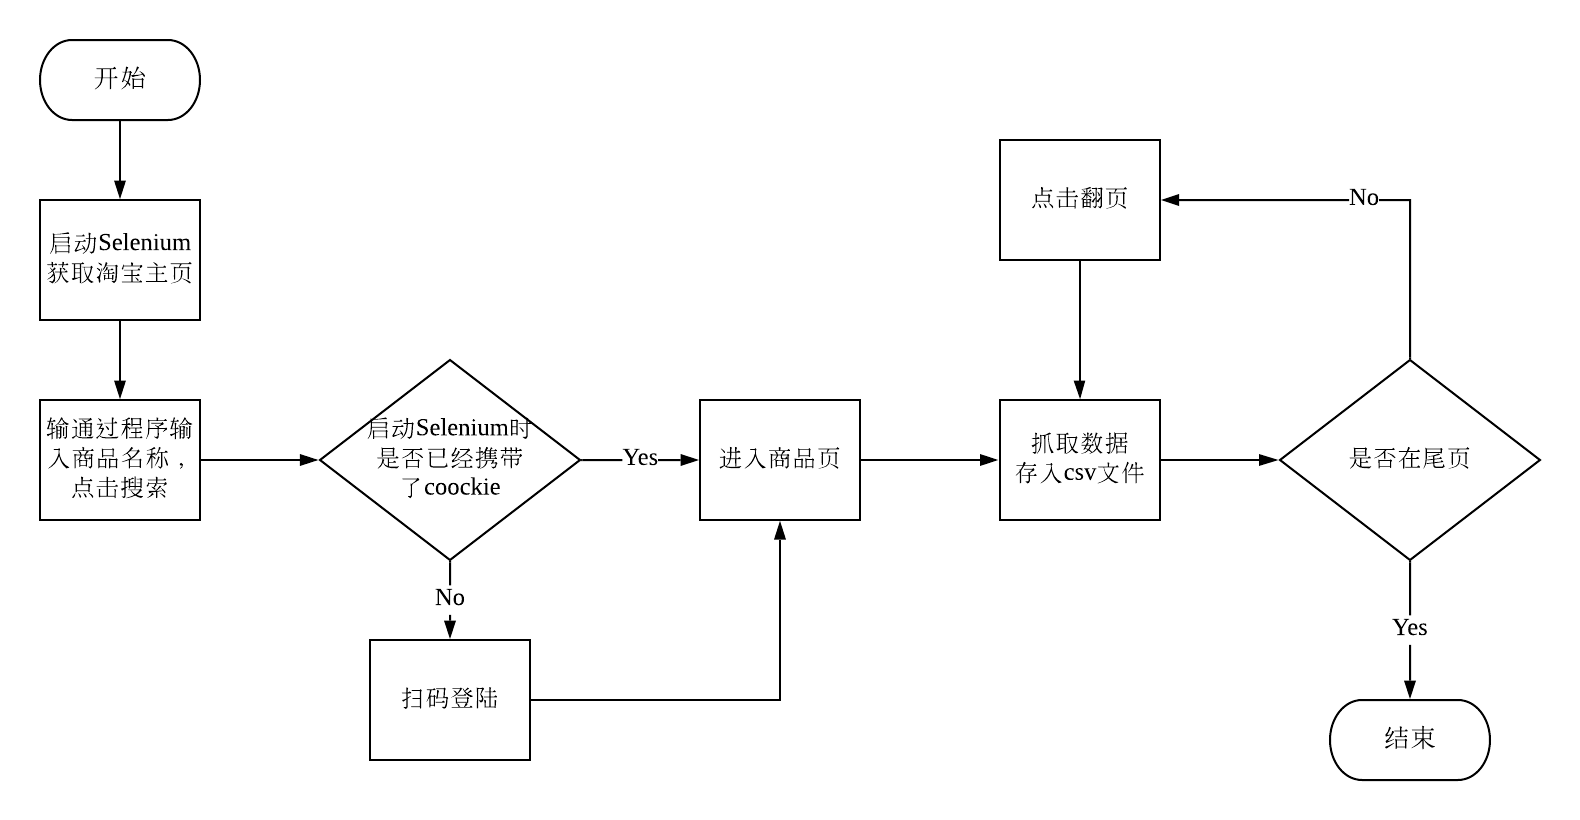 开始
启动Selenium
获取淘宝主页
输通过程序输
入商品名称，
点击搜索
启动Selenium时
是否已经携带
了coockie
Yes
No
扫码登陆
进入商品页
点击翻页
抓取数据
存入csv文件
No
是否在尾页
Yes
结束